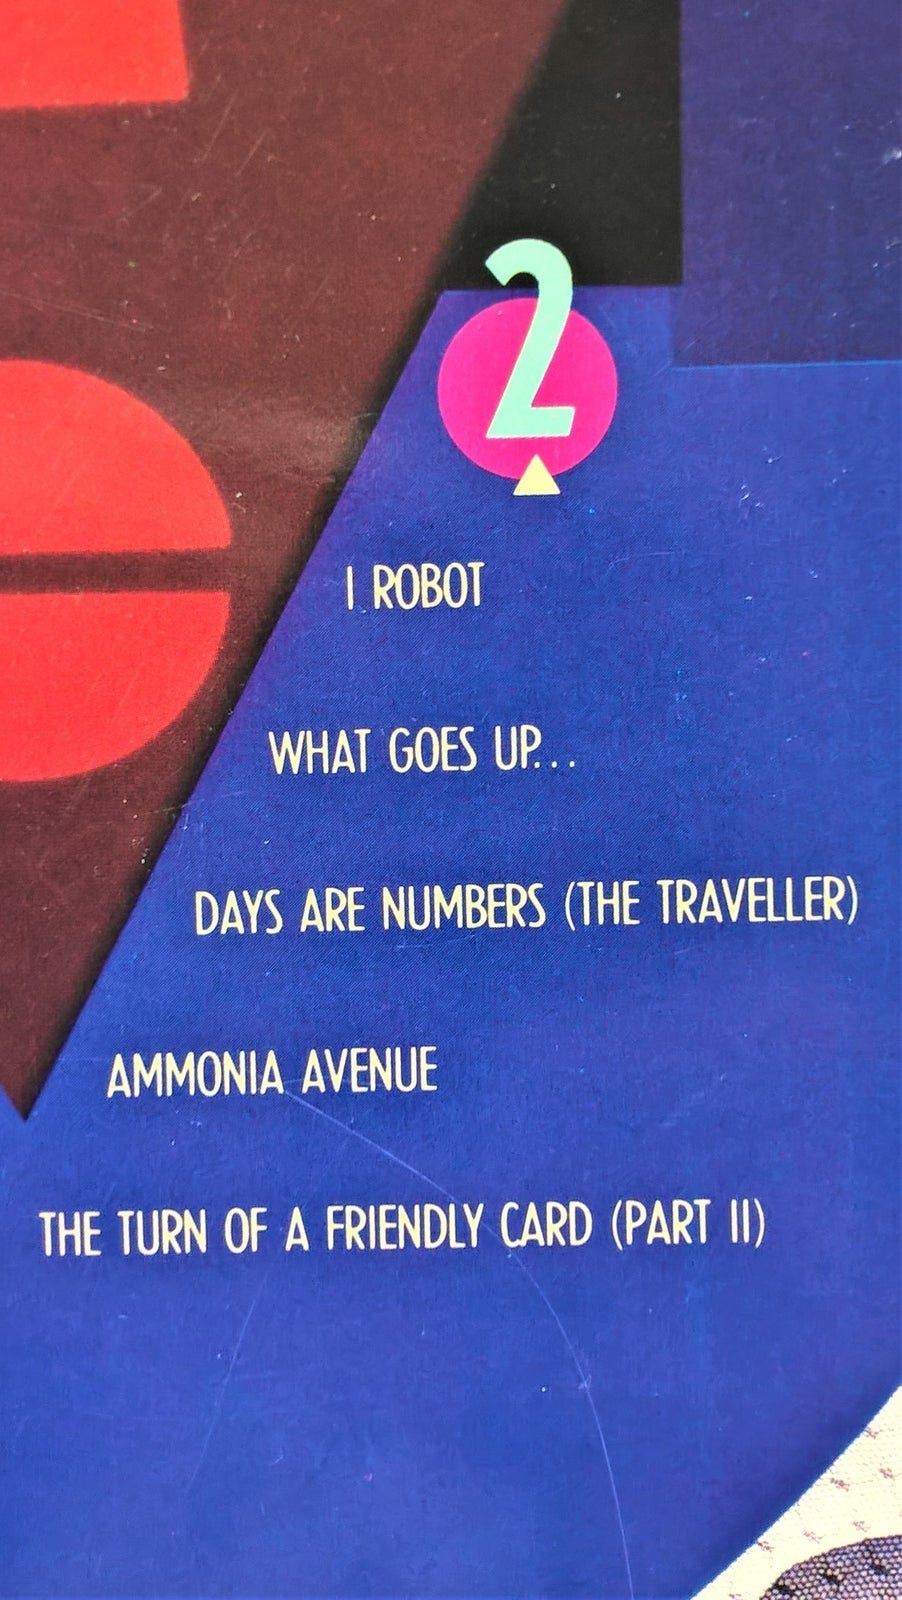 2
I ROBOT
WHAT GOES UP...
DAYS ARE NUMBERS (THE TRAVELLER)
AMMONIA AVENUE
THE TURN OF A FRIENDLY CARD (PART II)